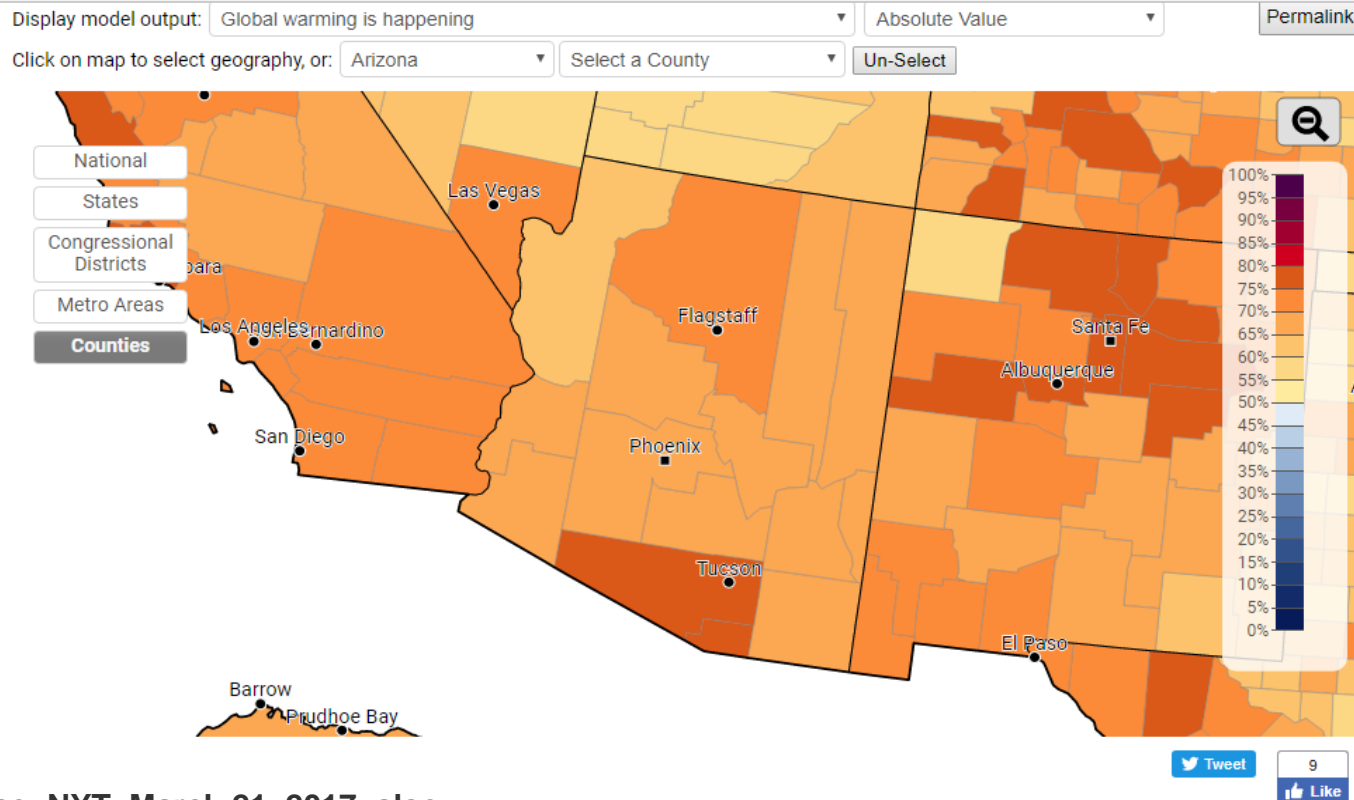 Display model output: Global warming is happening Absolute Value Permalink
Click on map to select geography, or: Arizona Select a County Un-Select
National
States
Congressional
Districts
Metro Areas
Counties
Las Vegas
bara
Los Angeles
Bernardino
San Diego
Flagstaff
Phoenix
Tucson
Santa Fe
Albuquerque
El Paso
Barrow
Prudhoe Bay
100%
95%
90%
85%
80%
75%
70%
65%
60%
55%
50%
45%
40%
35%
30%
25%
20%
15%
10%
5%
0%
Tweet
9
Like